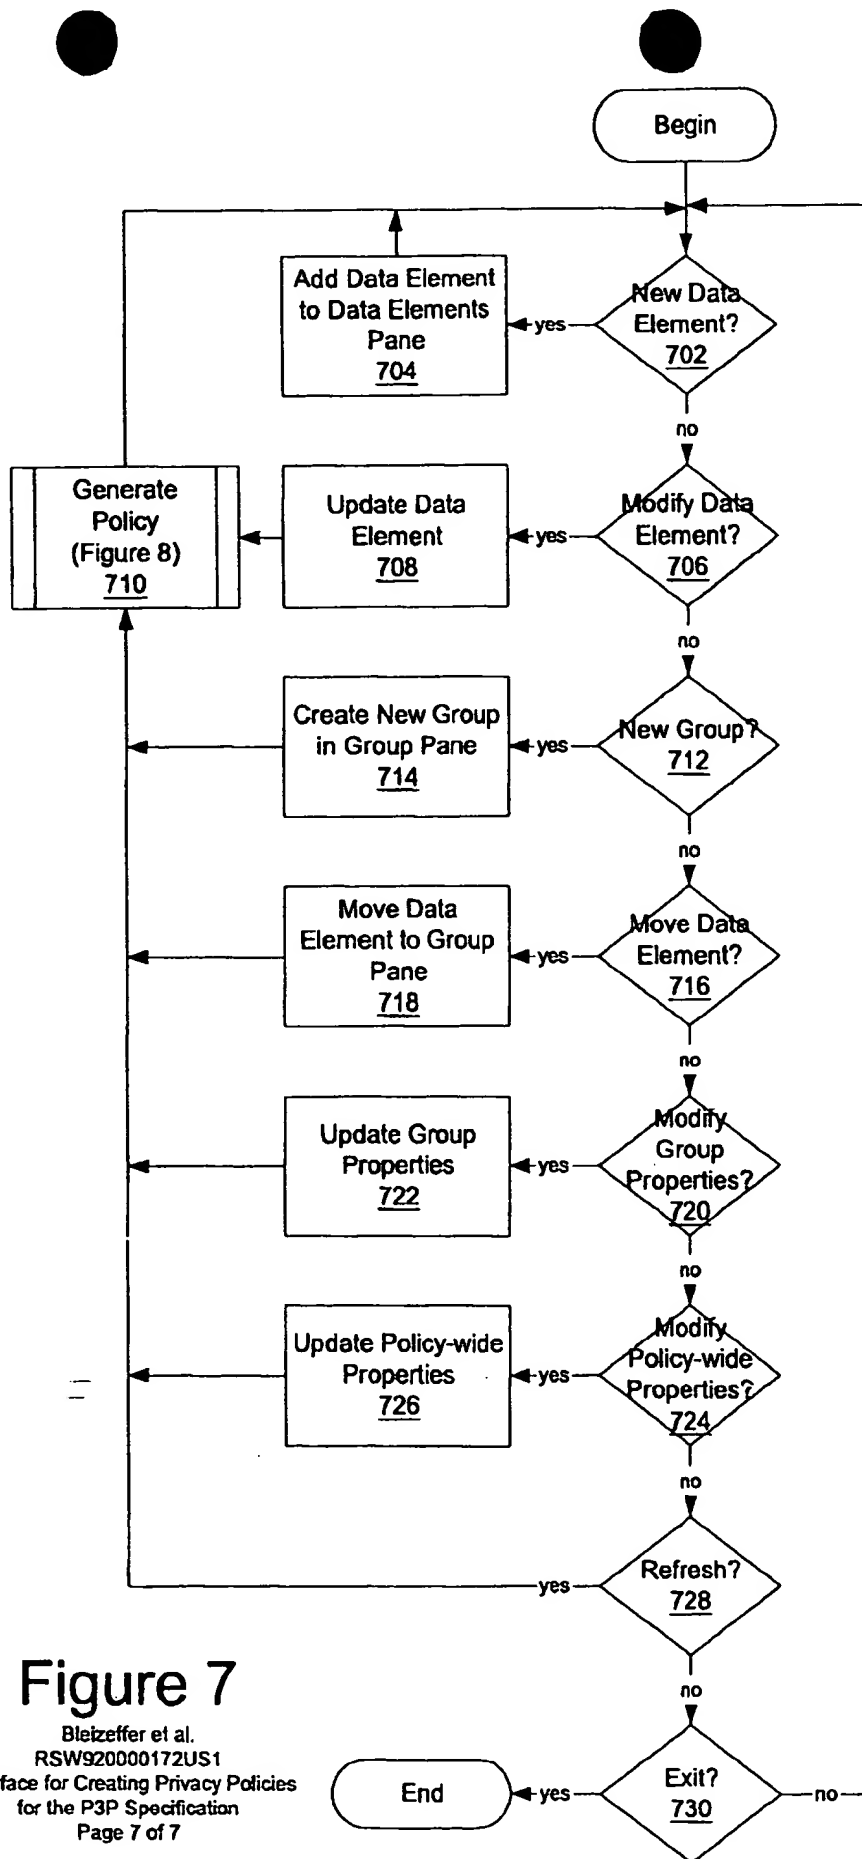 Begin
New Data
Element?
702
yes
Add Data Element
to Data Elements
Pane
704
no
Modify Data
Element?
706
yes
Update Data
Element
708
Generate
Policy
(Figure 8)
710
no
New Group?
712
yes
Create New Group
in Group Pane
714
no
Move Data
Element?
716
yes
Move Data
Element to Group
Pane
718
no
Modify
Group
Properties?
720
yes
Update Group
Properties
722
no
Modify
Policy-wide
Properties?
724
yes
Update Policy-wide
Properties
726
no
Refresh?
728
yes
no
Exit?
730
yes
no
End
Figure 7
Bleizeffer et al.
RSW920000172US1
face for Creating Privacy Policies
for the P3P Specification
Page 7 of 7